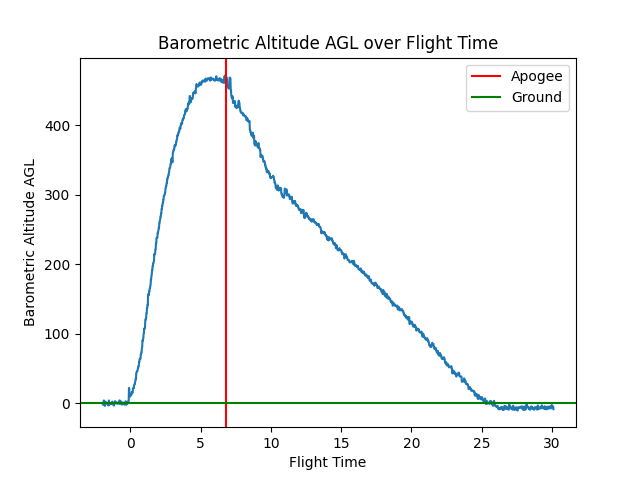 Barometric Altitude AGL over Flight Time
Apogee
Ground
Barometric Altitude AGL
400
300
200
100
0
0 5 10 15 20 25 30
Flight Time